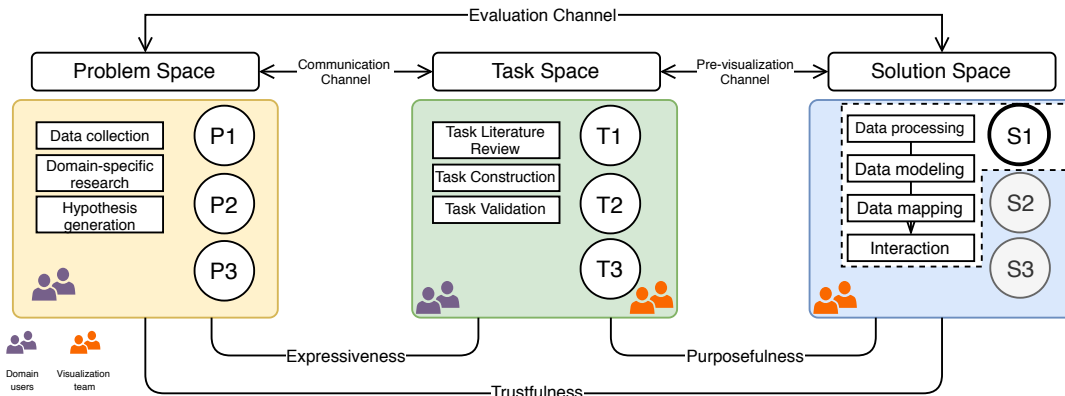 Evaluation Channel
Problem Space
Communication
Channel
Task Space
Pre-visualization
Channel
Solution Space
Data collection
Domain-specific
research
Hypothesis
generation
P1
P2
P3
Task Literature
Review
Task Construction
Task Validation
T1
T2
T3
Data processing
Data modeling
Data mapping
Interaction
S1
S2
S3
Domain
users
Visualization
team
Expressiveness
Purposefulness
Trustfulness